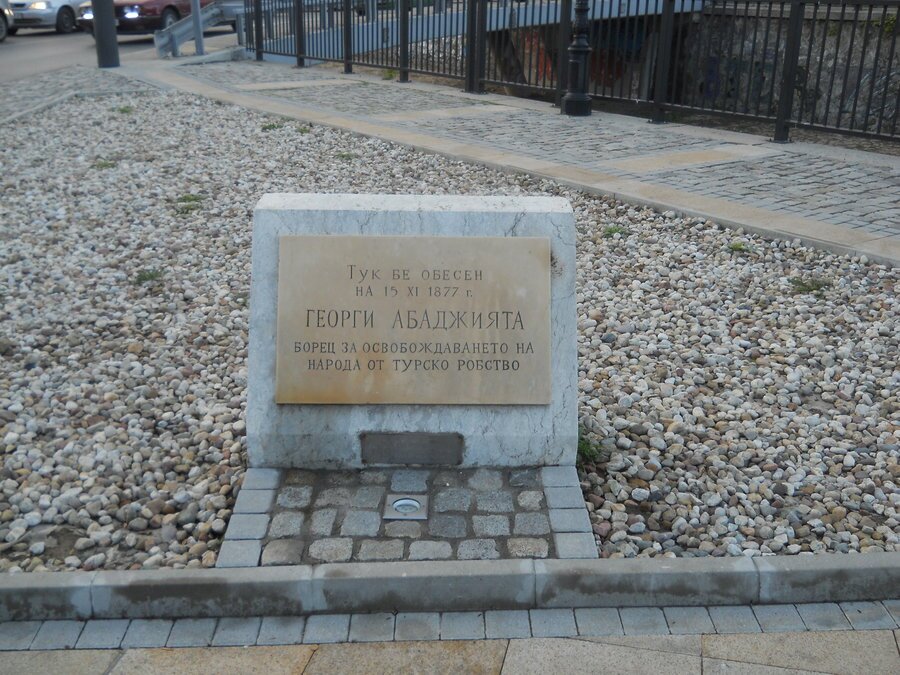 Тук бе обесен
на 15 XI 1877 г.
ГЕОРГИ АБАДЖИЯТА
БОРЕЦ ЗА ОСВОБОЖДАВАНЕТО НА
НАРОДА ОТ ТУРСКО РОБСТВО